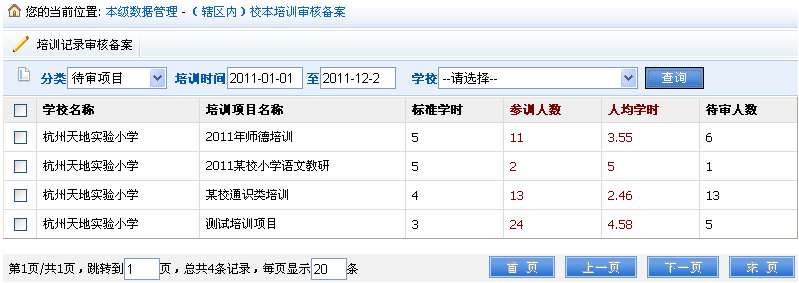 您的当前位置: 本级数据管理 - （辖区内）校本培训审核备案
培训记录审核备案
分类 待审项目 培训时间 2011-01-01 至 2011-12-2 学校 --请选择-- 查询
学校名称 培训项目名称 标准学时 参训人数 人均学时 待审人数
杭州天地实验小学 2011年师德培训 5 11 3.55 6
杭州天地实验小学 2011某校小学语文教研 5 2 5 1
杭州天地实验小学 某校通识类培训 4 13 2.46 13
杭州天地实验小学 测试培训项目 3 24 4.58 5
第1页/共1页，跳转到 1 页，总共4条记录，每页显示 20 条 首 页 上一页 下一页 末 页